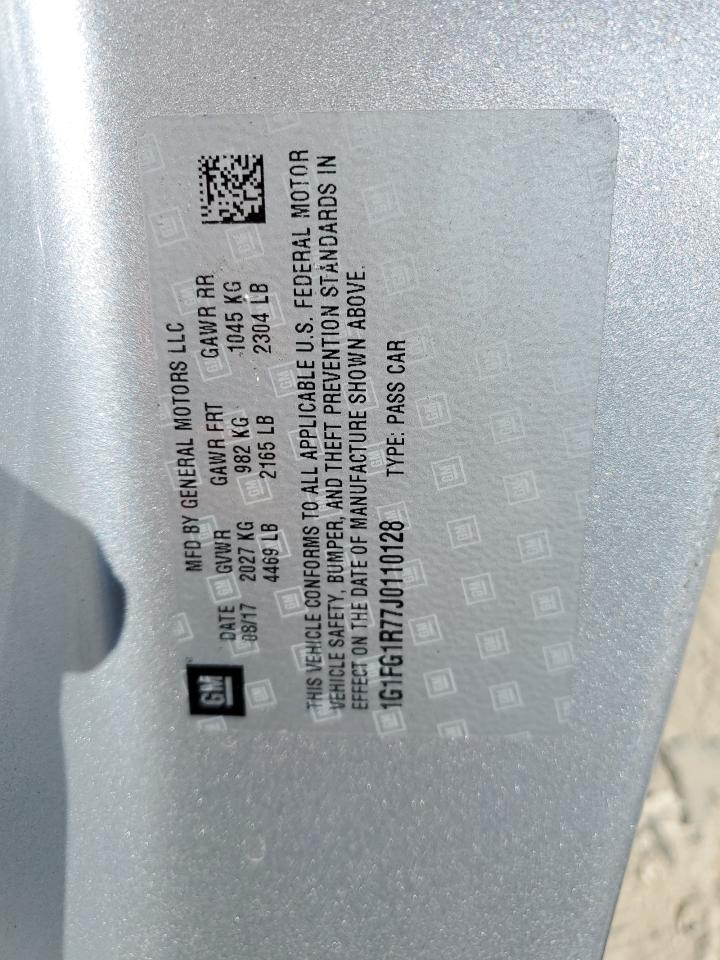 MFD BY GENERAL MOTORS LLC
DATE GVWR GAWR FRT GAWR RR
08/17 2027 KG 982 KG 1045 KG
4469 LB 2165 LB 2304 LB
GM
THIS VEHICLE CONFORMS TO ALL APPLICABLE U.S. FEDERAL MOTOR
VEHICLE SAFETY, BUMPER, AND THEFT PREVENTION STANDARDS IN
EFFECT ON THE DATE OF MANUFACTURE SHOWN ABOVE.
1G1FG1R77J0110128 TYPE: PASS CAR